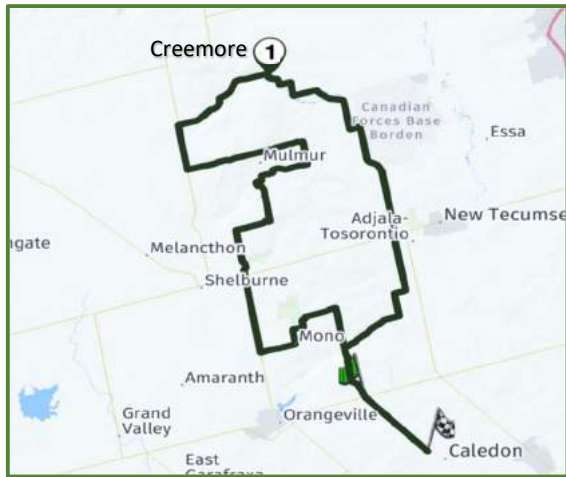 Creemore 1
Canadian
Forces Base
Borden
Essa
Mulmur
Adjala-
Tosorontio
New Tecumse
ngate
Melancthon
Shelburne
Mono
Amaranth
Grand
Valley
Orangeville
Caledon
East
Garafraxa